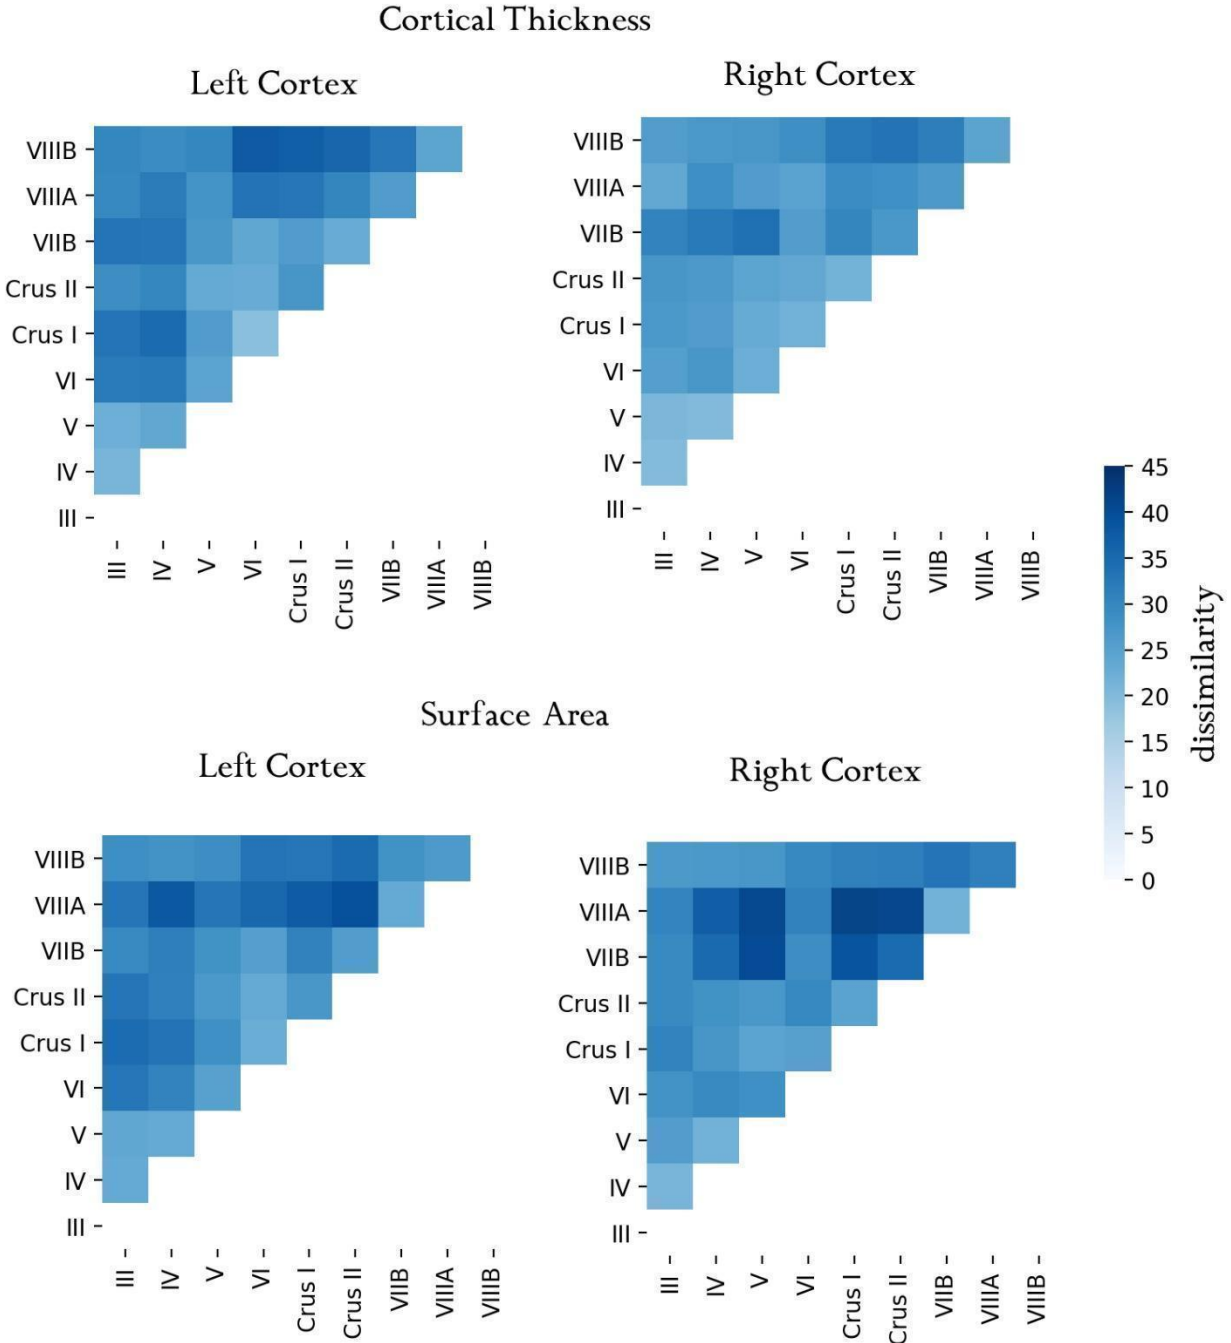 Cortical Thickness
Left Cortex
VIIIB
VIIIA
VIIB
Crus II
Crus I
VI
V
IV
III
III
IV
V
VI
Crus I
Crus II
VIIB
VIIIA
VIIIB
Right Cortex
VIIIB
VIIIA
VIIB
Crus II
Crus I
VI
V
IV
III
III
IV
V
VI
Crus I
Crus II
VIIB
VIIIA
VIIIB
45
40
35
30
25
20
15
10
5
0
dissimilarity
Surface Area
Left Cortex
VIIIB
VIIIA
VIIB
Crus II
Crus I
VI
V
IV
III
III
IV
V
VI
Crus I
Crus II
VIIB
VIIIA
VIIIB
Right Cortex
VIIIB
VIIIA
VIIB
Crus II
Crus I
VI
V
IV
III
III
IV
V
VI
Crus I
Crus II
VIIB
VIIIA
VIIIB